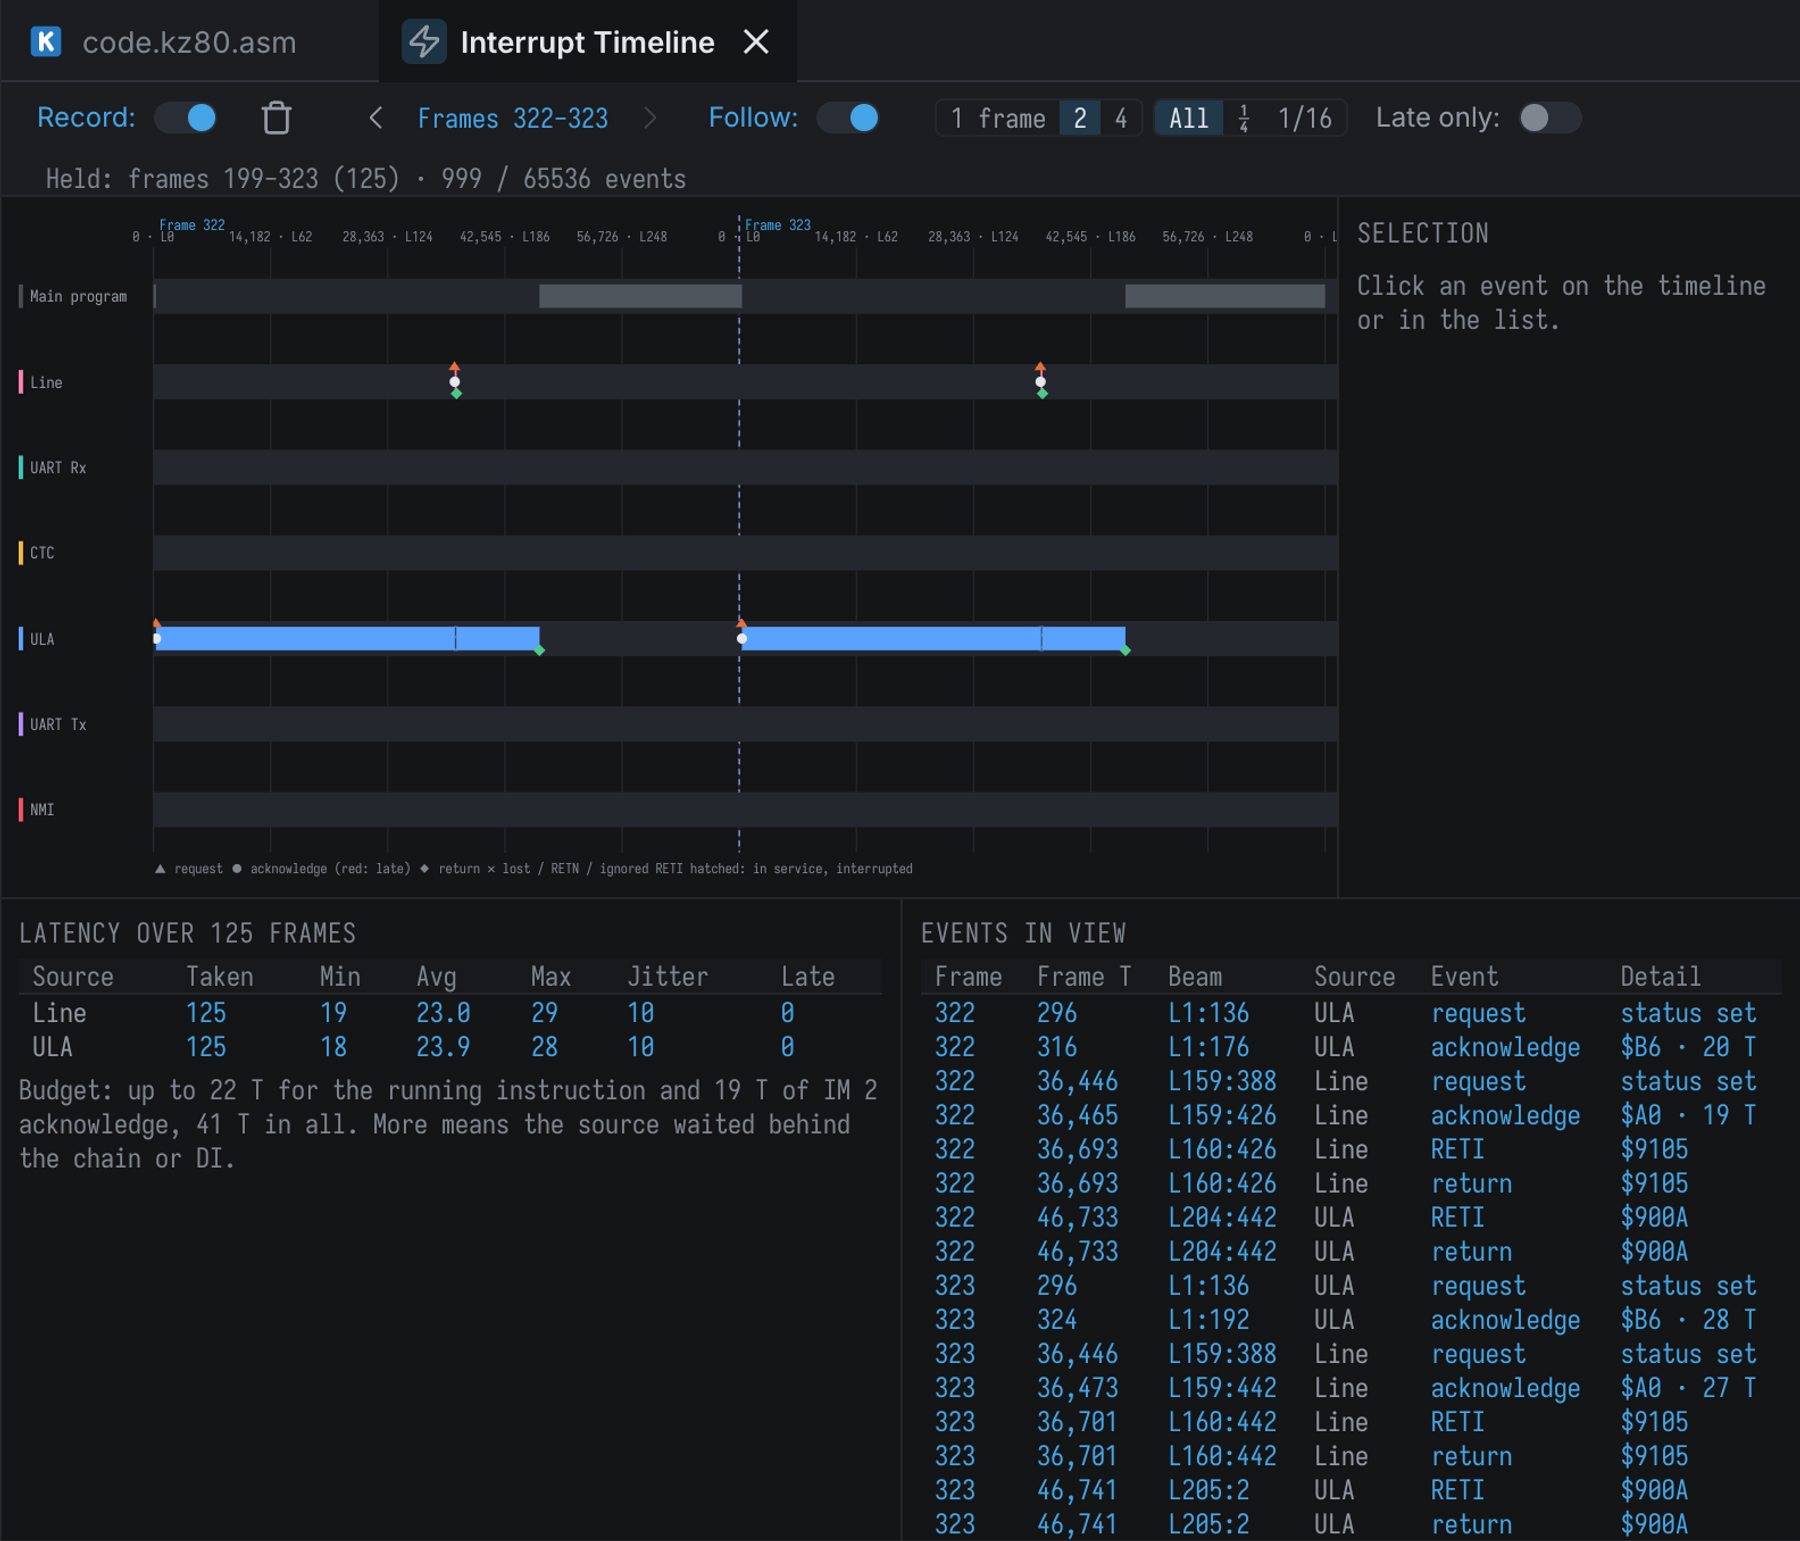 code.kz80.asm
Interrupt Timeline
Record:
Frames 322-323
Follow:
1 frame 2 4
All 1/4 1/16
Late only:
Held: frames 199-323 (125) · 999 / 65536 events
Frame 322 Frame 323
0 · L0 14,182 · L62 28,363 · L124 42,545 · L186 56,726 · L248 0 · L0 14,182 · L62 28,363 · L124 42,545 · L186 56,726 · L248 0 · L
Main program
Line
UART Rx
CTC
ULA
UART Tx
NMI
▲ request ● acknowledge (red: late) ◆ return × lost / RETN / ignored RETI hatched: in service, interrupted
SELECTION
Click an event on the timeline
or in the list.
LATENCY OVER 125 FRAMES
Source Taken Min Avg Max Jitter Late
Line 125 19 23.0 29 10 0
ULA 125 18 23.9 28 10 0
Budget: up to 22 T for the running instruction and 19 T of IM 2
acknowledge, 41 T in all. More means the source waited behind
the chain or DI.
EVENTS IN VIEW
Frame Frame T Beam Source Event Detail
322 296 L1:136 ULA request status set
322 316 L1:176 ULA acknowledge $B6 · 20 T
322 36,446 L159:388 Line request status set
322 36,465 L159:426 Line acknowledge $A0 · 19 T
322 36,693 L160:426 Line RETI $9105
322 36,693 L160:426 Line return $9105
322 46,733 L204:442 ULA RETI $900A
322 46,733 L204:442 ULA return $900A
323 296 L1:136 ULA request status set
323 324 L1:192 ULA acknowledge $B6 · 28 T
323 36,446 L159:388 Line request status set
323 36,473 L159:442 Line acknowledge $A0 · 27 T
323 36,701 L160:442 Line RETI $9105
323 36,701 L160:442 Line return $9105
323 46,741 L205:2 ULA RETI $900A
323 46,741 L205:2 ULA return $900A